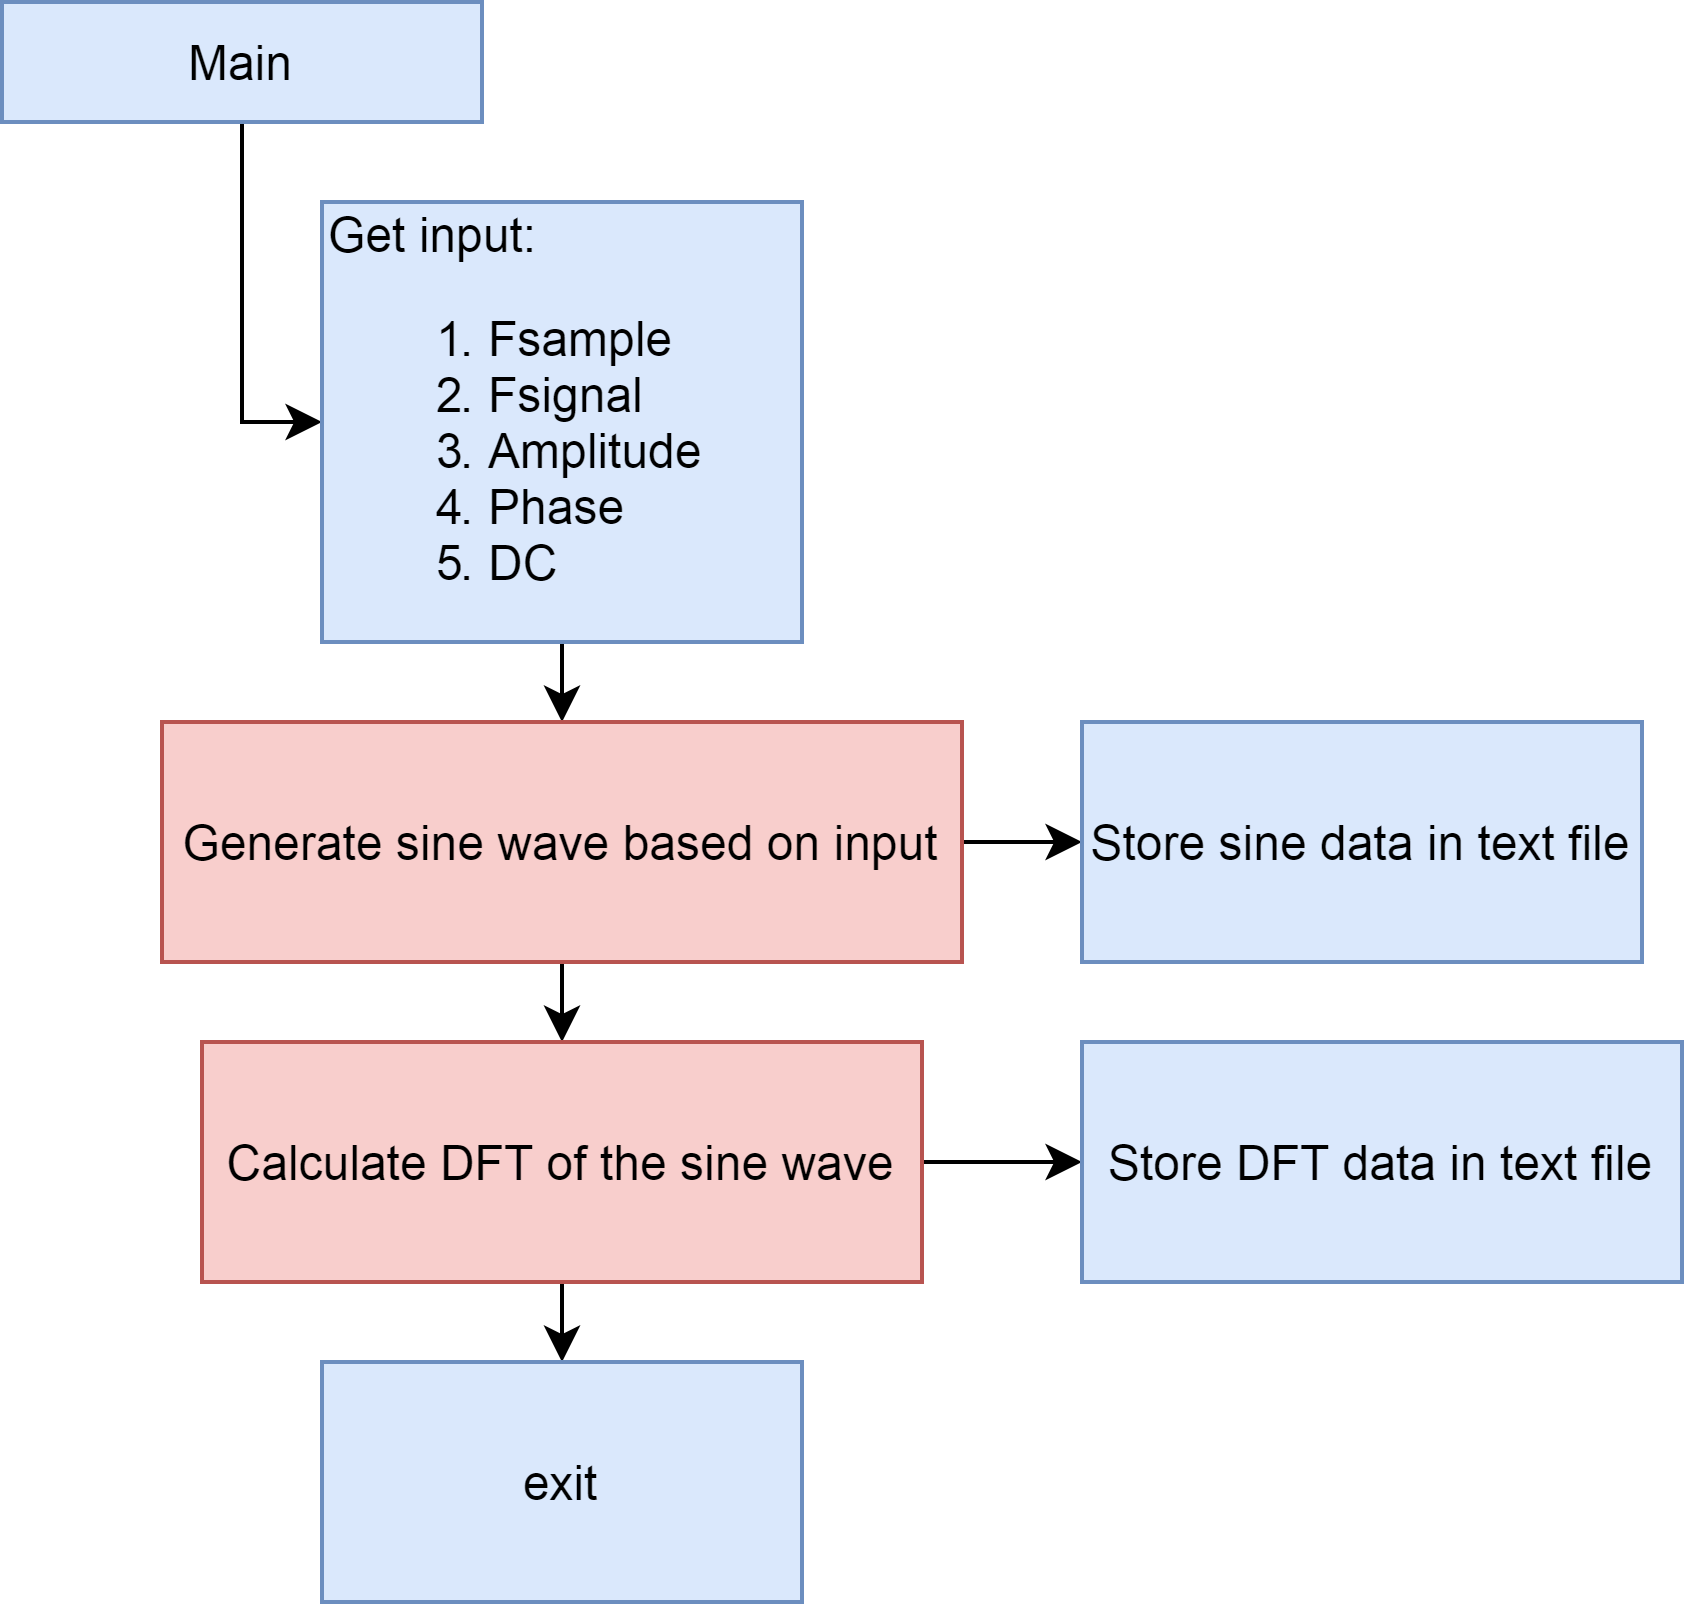 Main
Get input:
1. Fsample
2. Fsignal
3. Amplitude
4. Phase
5. DC
Generate sine wave based on input
Store sine data in text file
Calculate DFT of the sine wave
Store DFT data in text file
exit